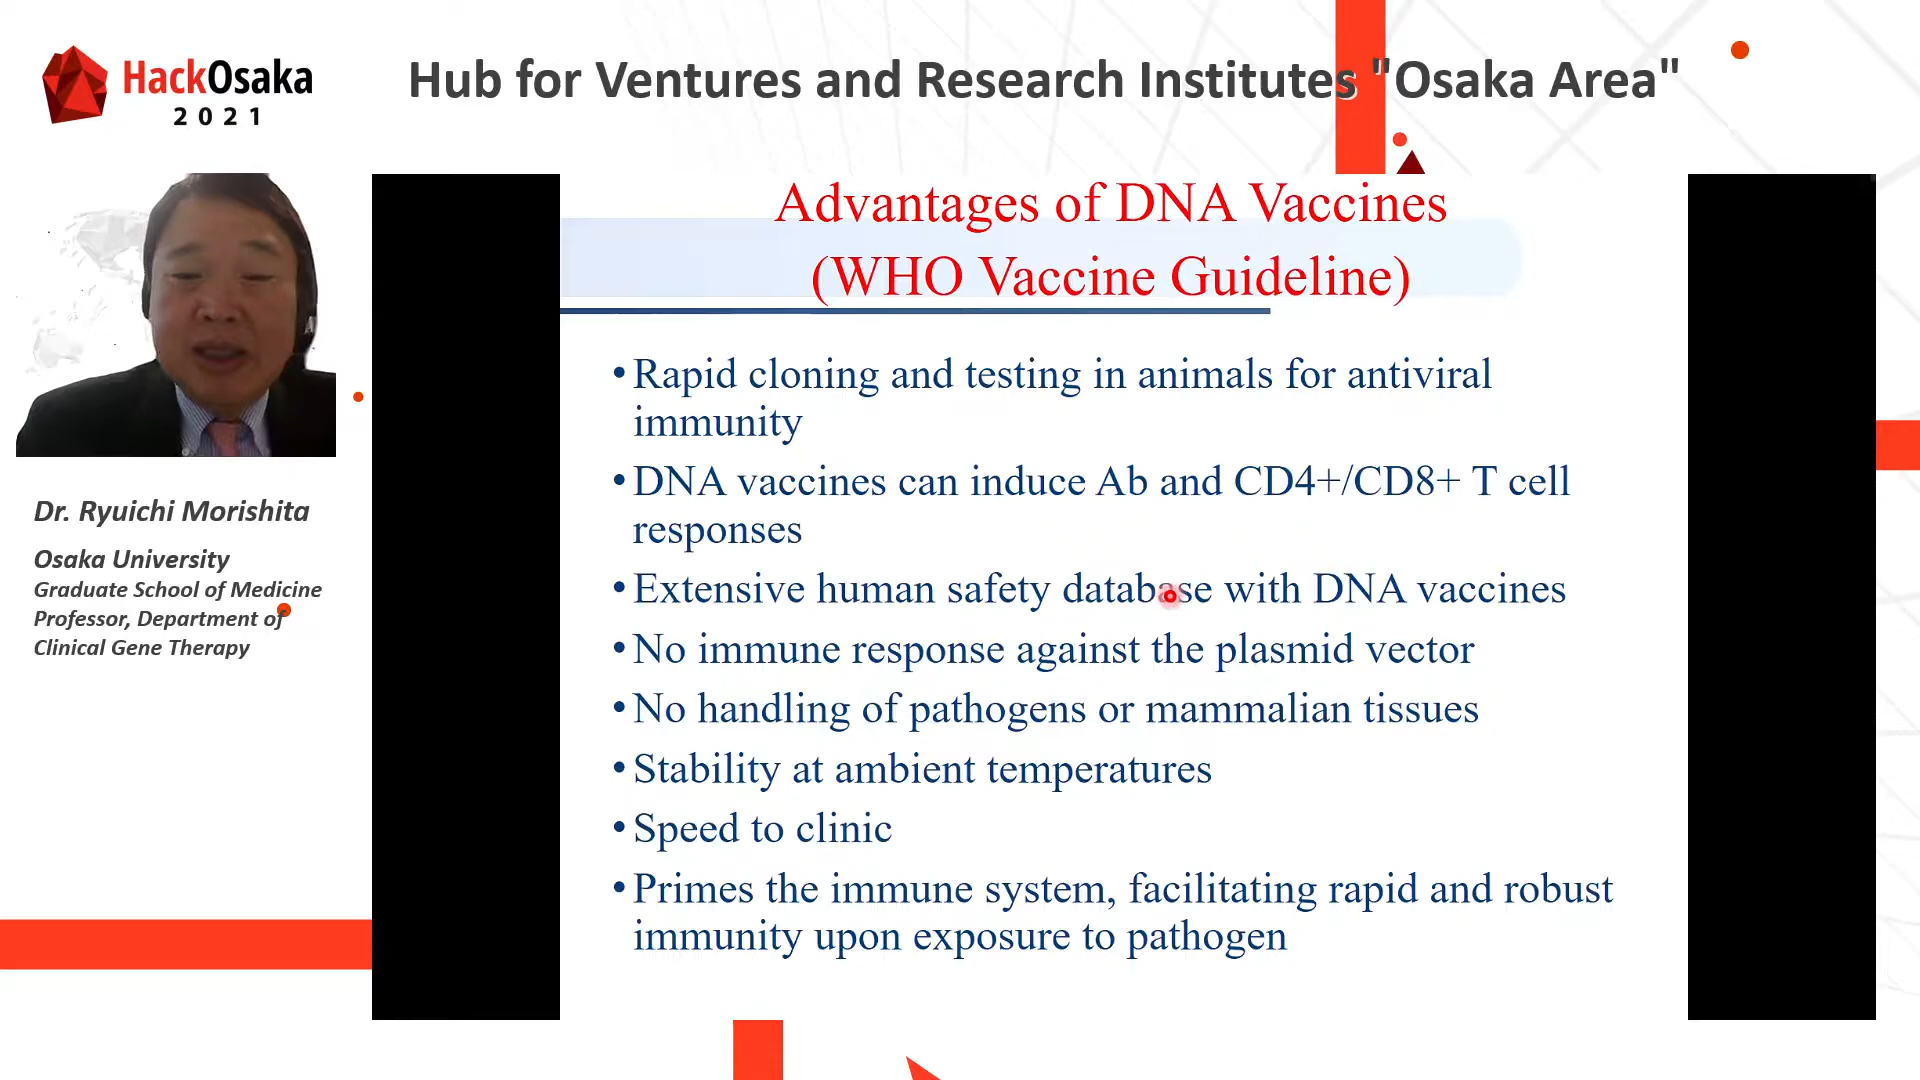 HackOsaka
2021
Hub for Ventures and Research Institutes "Osaka Area"
Dr. Ryuichi Morishita
Osaka University
Graduate School of Medicine
Professor, Department of
Clinical Gene Therapy
Advantages of DNA Vaccines
(WHO Vaccine Guideline)
•Rapid cloning and testing in animals for antiviral
immunity
•DNA vaccines can induce Ab and CD4+/CD8+ T cell
responses
•Extensive human safety database with DNA vaccines
•No immune response against the plasmid vector
•No handling of pathogens or mammalian tissues
•Stability at ambient temperatures
•Speed to clinic
•Primes the immune system, facilitating rapid and robust
immunity upon exposure to pathogen